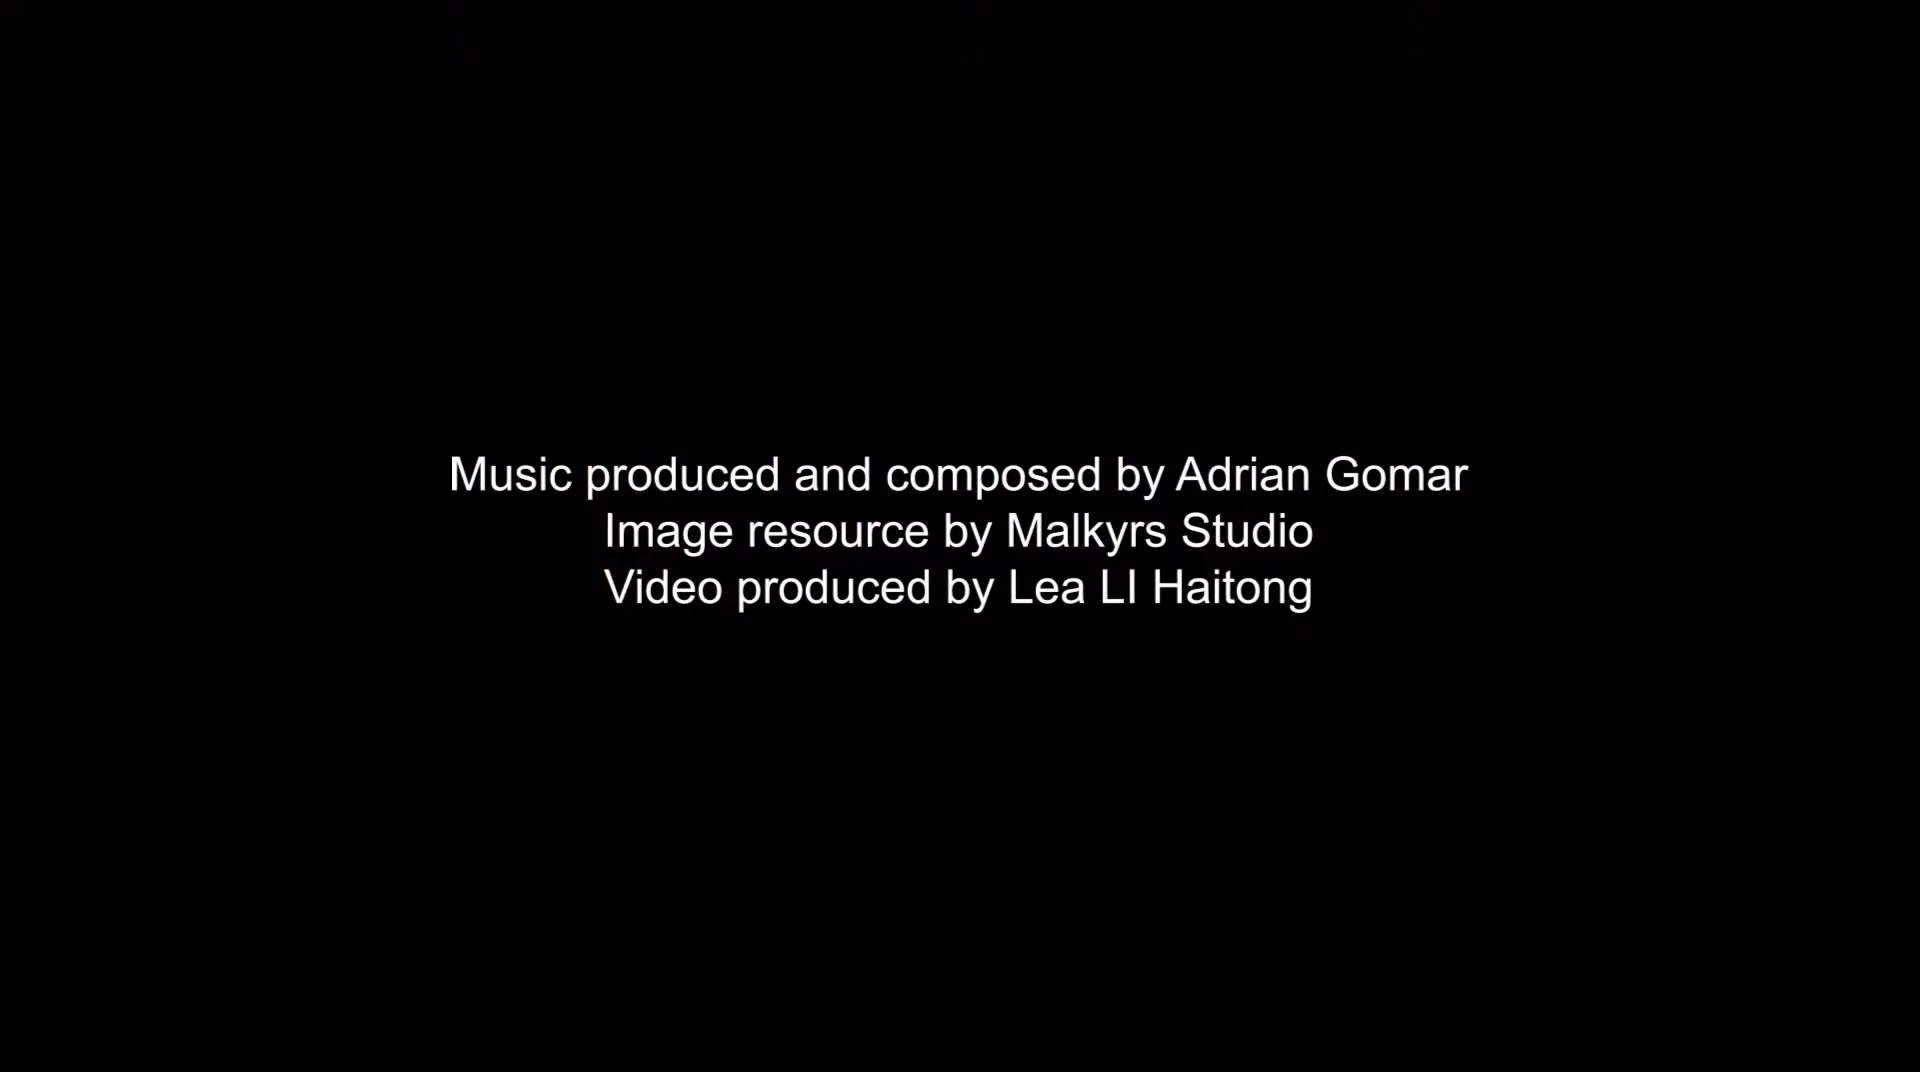 Music produced and composed by Adrian Gomar
Image resource by Malkyrs Studio
Video produced by Lea LI Haitong